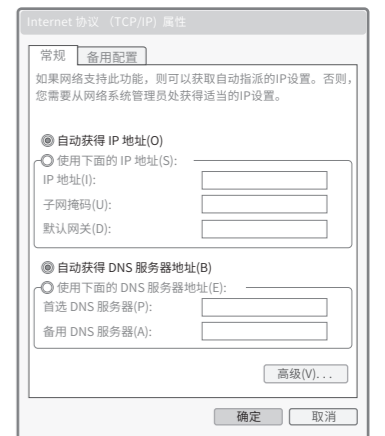 Internet 协议 （TCP/IP) 属性
常规 备用配置
如果网络支持此功能，则可以获取自动指派的IP设置。否则，
您需要从网络系统管理员处获得适当的IP设置。
自动获得 IP 地址(O)
使用下面的 IP 地址(S):
IP 地址(I):
子网掩码(U):
默认网关(D):
自动获得 DNS 服务器地址(B)
使用下面的 DNS 服务器地址(E):
首选 DNS 服务器(P):
备用 DNS 服务器(A):
高级(V)...
确定 取消